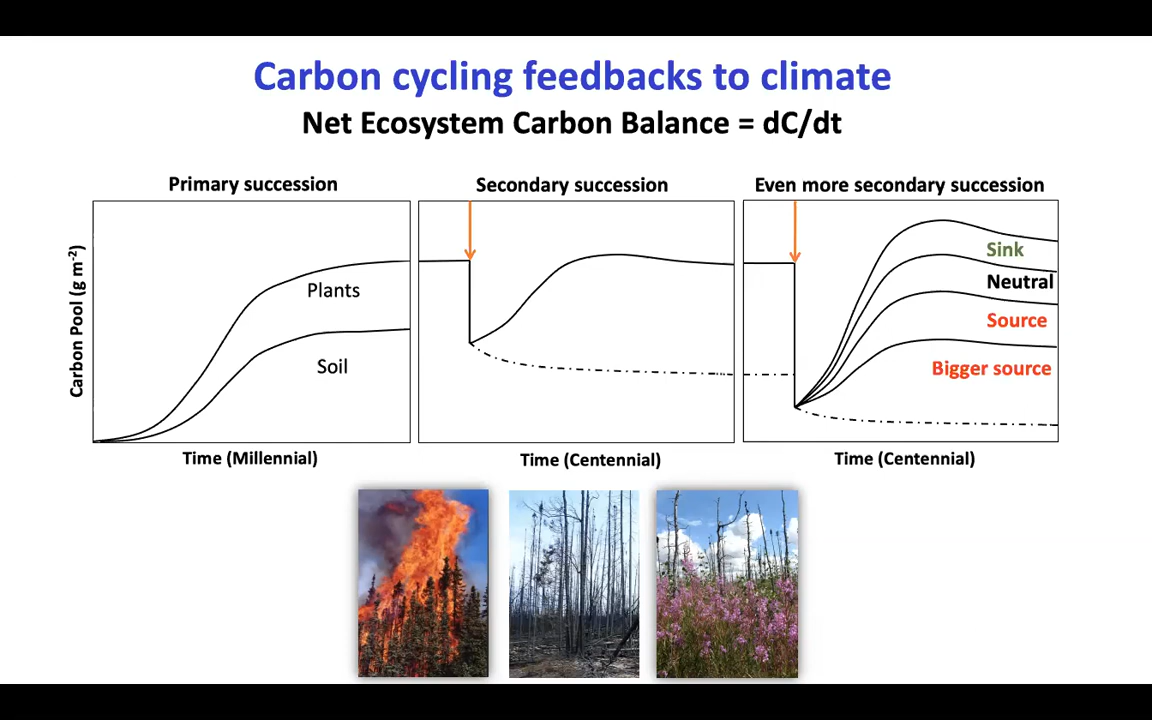 Carbon cycling feedbacks to climate
Net Ecosystem Carbon Balance = dC/dt
Primary succession
Secondary succession
Even more secondary succession
Carbon Pool (g m-2)
Plants
Soil
Sink
Neutral
Source
Bigger source
Time (Millennial)
Time (Centennial)
Time (Centennial)